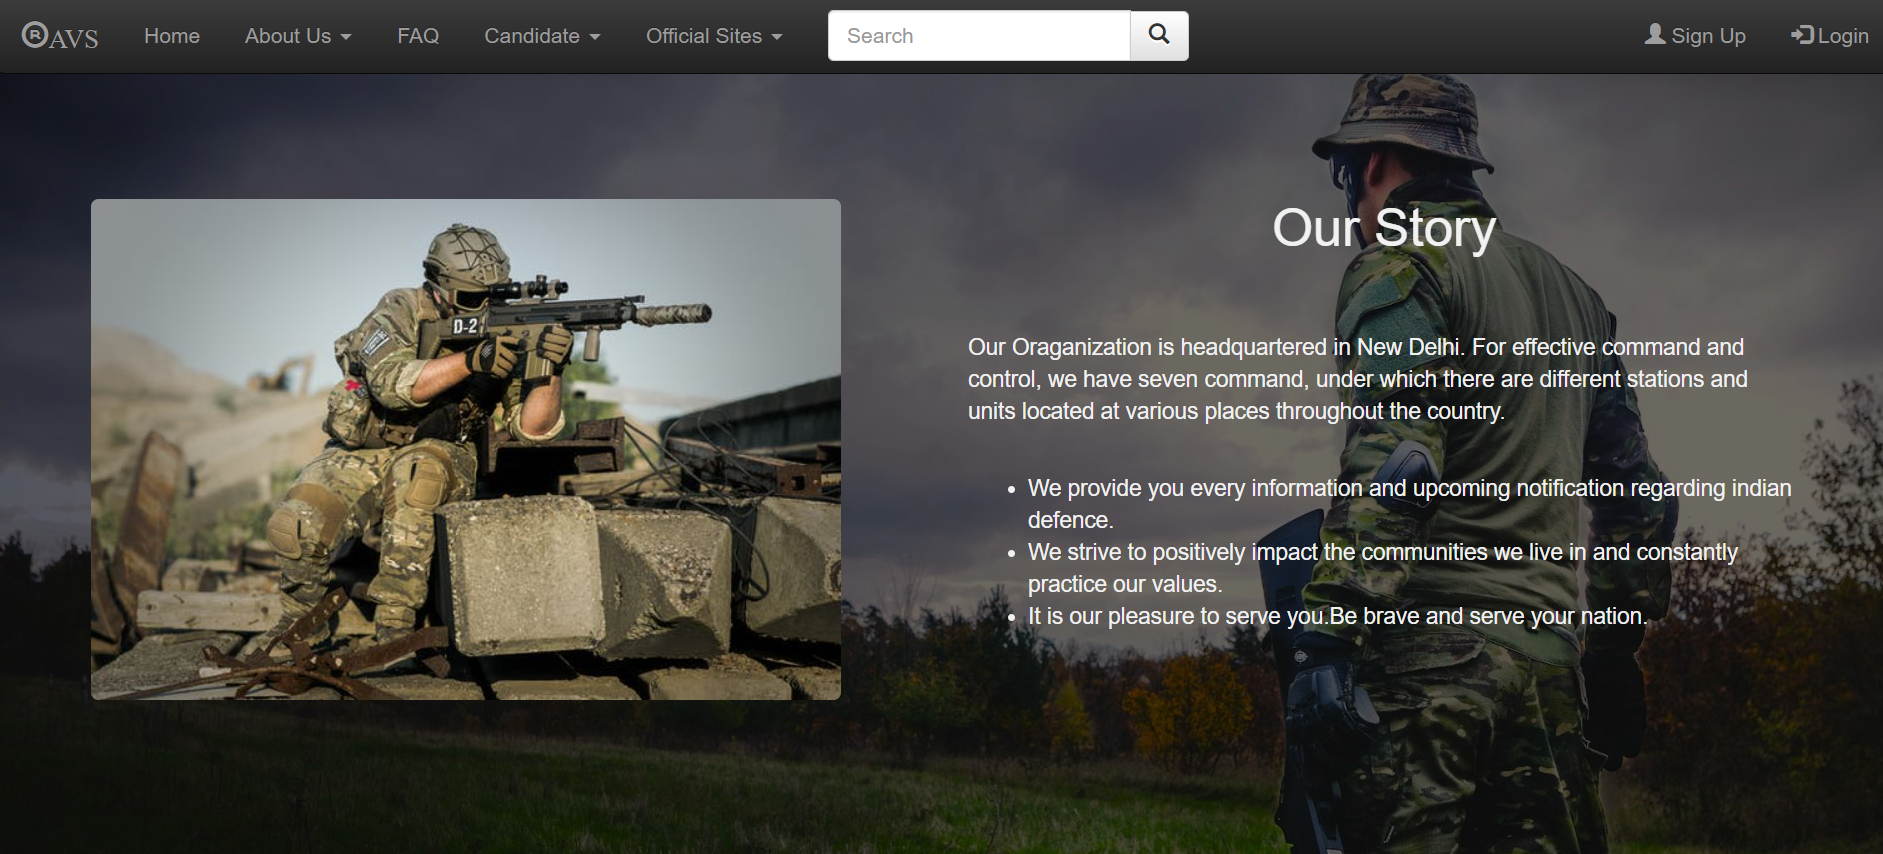 ®AVS Home About Us FAQ Candidate Official Sites Search Sign Up Login
D-2
Our Story
Our Oraganization is headquartered in New Delhi. For effective command and
control, we have seven command, under which there are different stations and
units located at various places throughout the country.
We provide you every information and upcoming notification regarding indian
defence.
We strive to positively impact the communities we live in and constantly
practice our values.
It is our pleasure to serve you.Be brave and serve your nation.